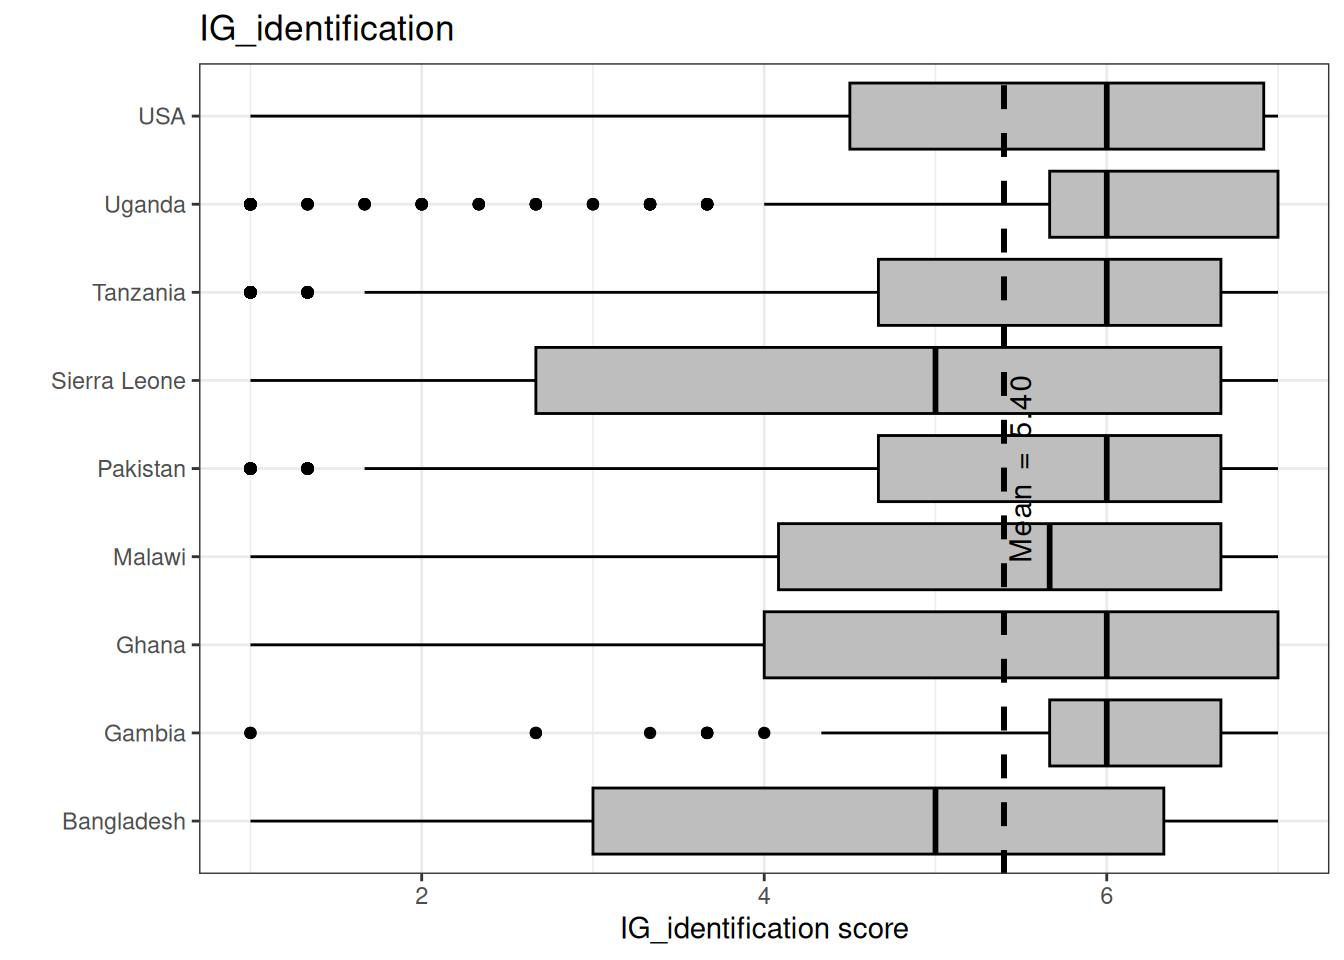 IG_identification
USA
Uganda
Tanzania
Sierra Leone
Pakistan
Malawi
Ghana
Gambia
Bangladesh
Mean = 5.40
2 4 6
IG_identification score